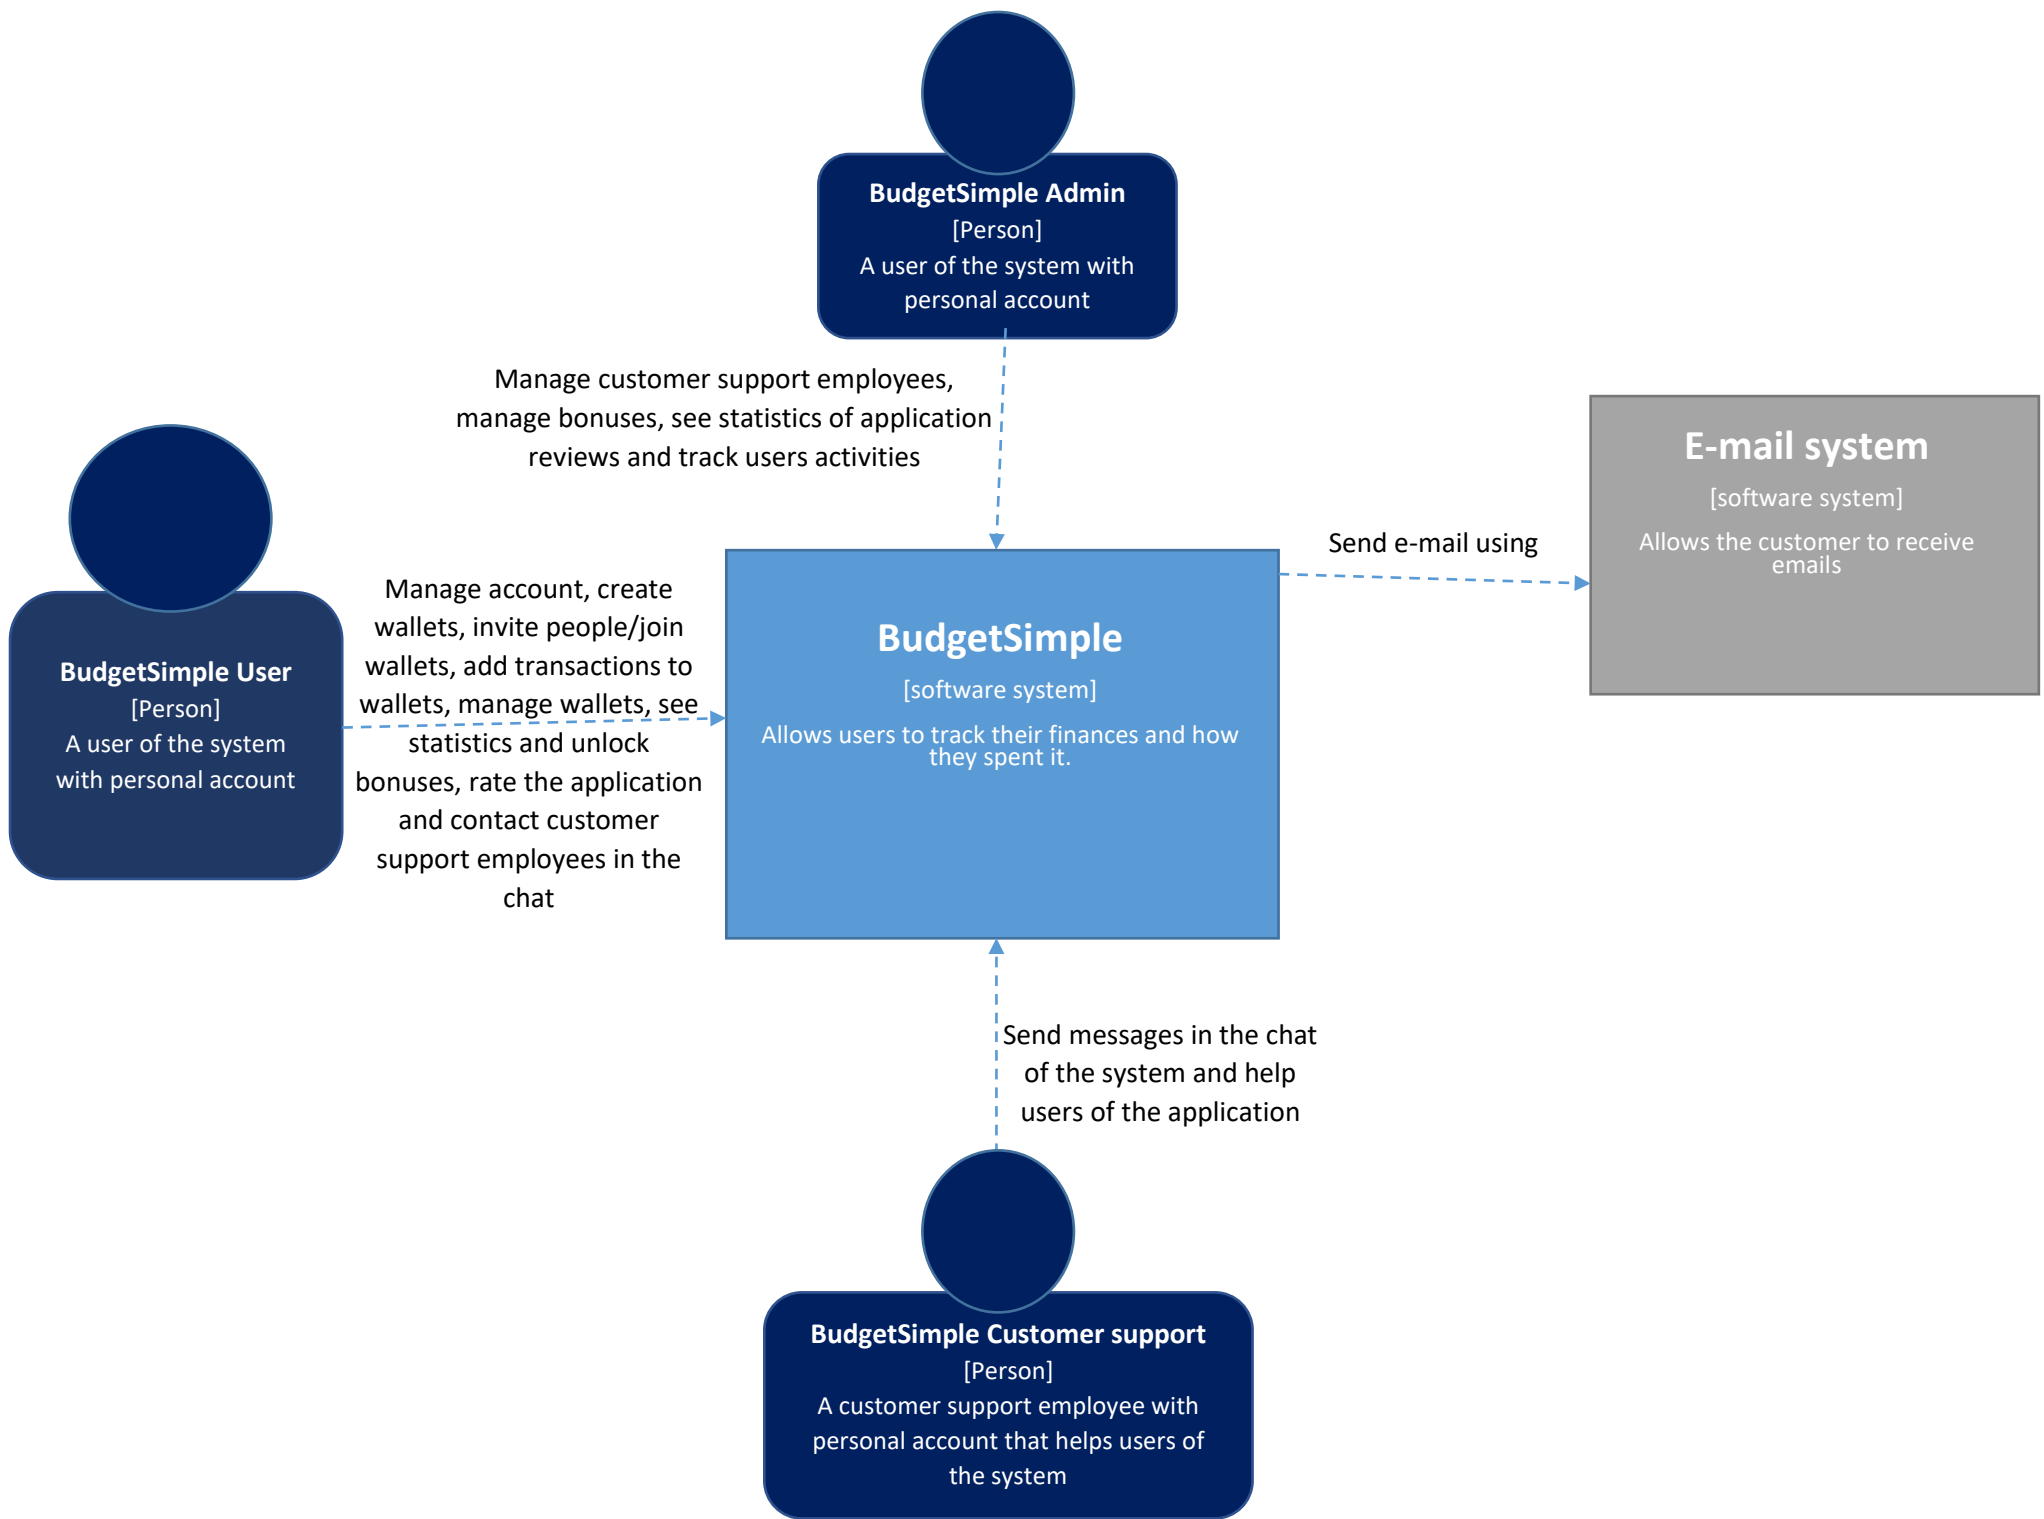 BudgetSimple Admin
[Person]
A user of the system with
personal account
Manage customer support employees,
manage bonuses, see statistics of application
reviews and track users activities
E-mail system
[software system]
Allows the customer to receive
emails
Send e-mail using
BudgetSimple User
[Person]
A user of the system
with personal account
Manage account, create
wallets, invite people/join
wallets, add transactions to
wallets, manage wallets, see
statistics and unlock
bonuses, rate the application
and contact customer
support employees in the
chat
BudgetSimple
[software system]
Allows users to track their finances and how
they spent it.
Send messages in the chat
of the system and help
users of the application
BudgetSimple Customer support
[Person]
A customer support employee with
personal account that helps users of
the system